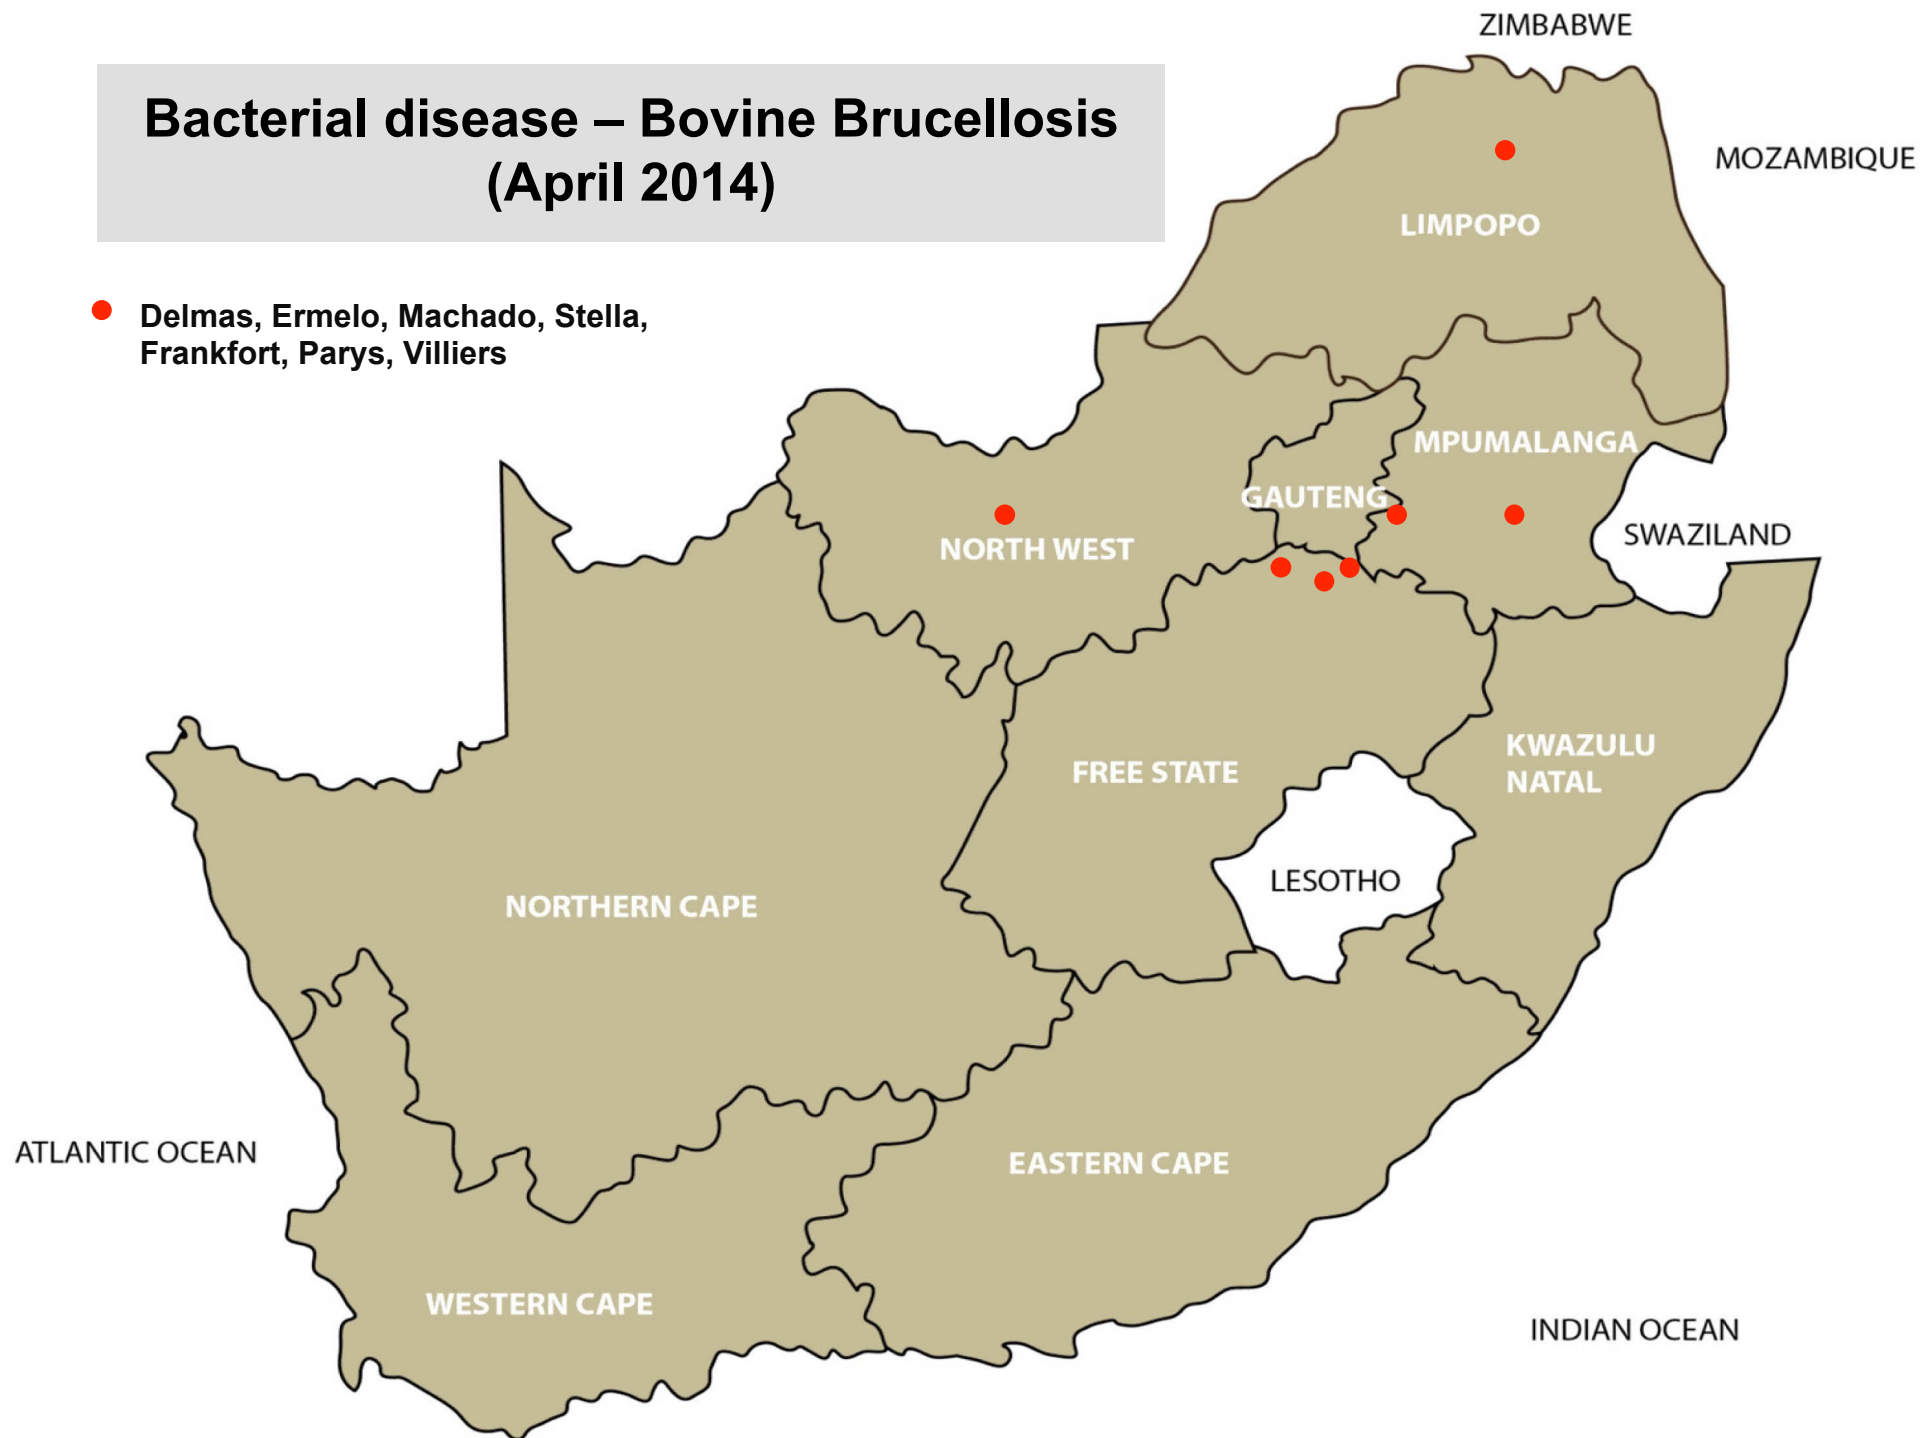 ZIMBABWE
Bacterial disease – Bovine Brucellosis
(April 2014)
MOZAMBIQUE
LIMPOPO
Delmas, Ermelo, Machado, Stella,
Frankfort, Parys, Villiers
MPUMALANGA
GAUTENG
SWAZILAND
NORTH WEST
KWAZULU
NATAL
FREE STATE
LESOTHO
NORTHERN CAPE
ATLANTIC OCEAN
EASTERN CAPE
WESTERN CAPE
INDIAN OCEAN